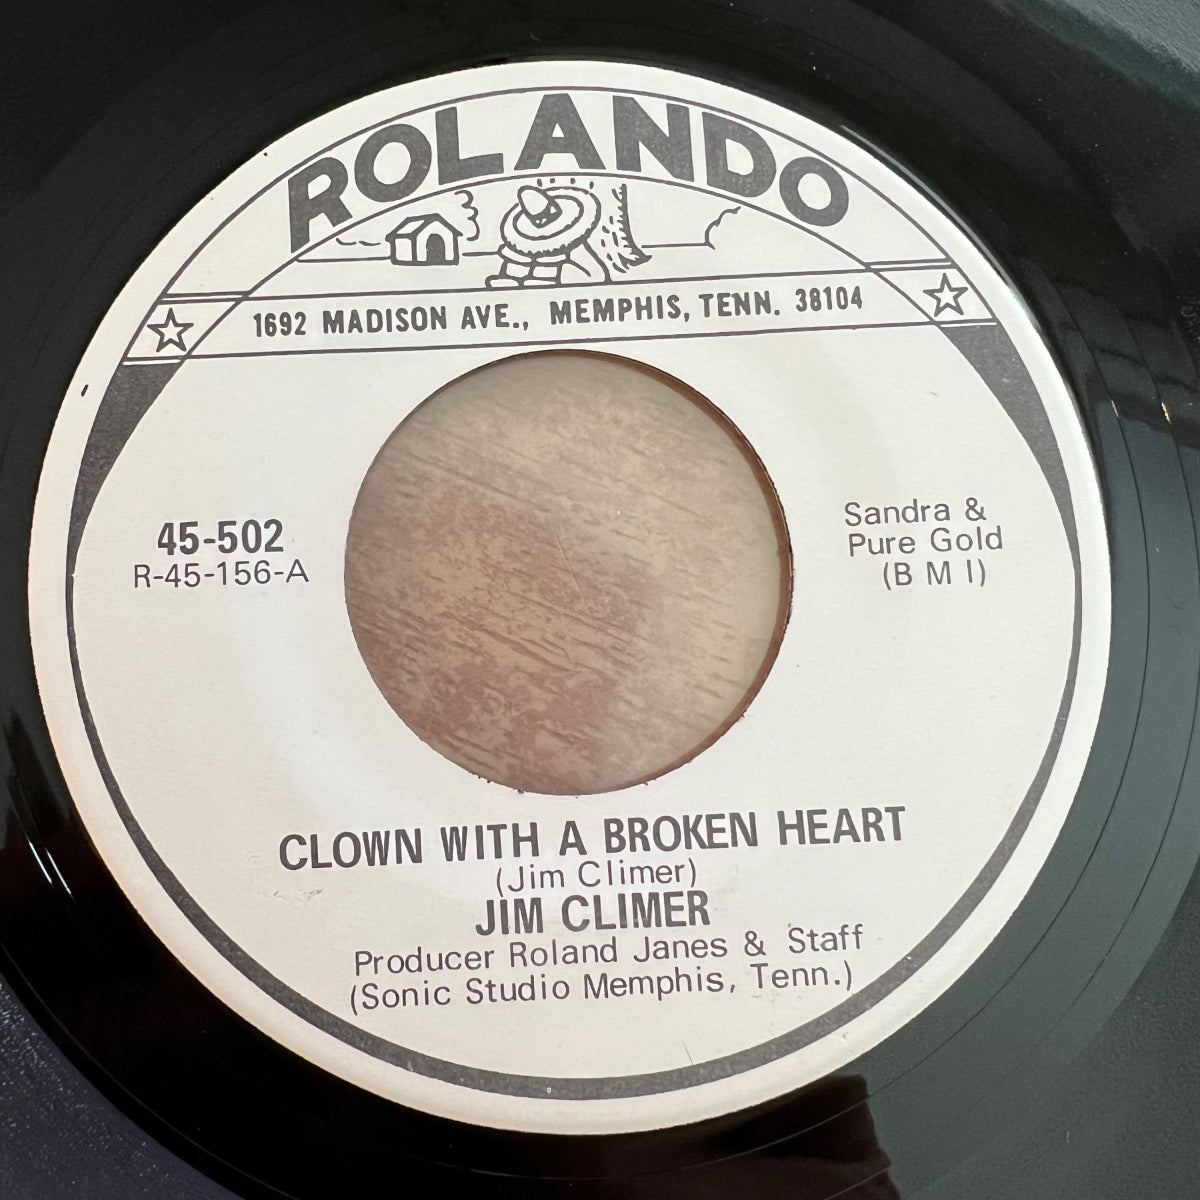 ROLANDO
1692 MADISON AVE., MEMPHIS, TENN. 38104
45-502
R-45-156-A
Sandra &
Pure Gold
(B M I)
CLOWN WITH A BROKEN HEART
(Jim Climer)
JIM CLIMER
Producer Roland Janes & Staff
(Sonic Studio Memphis, Tenn.)